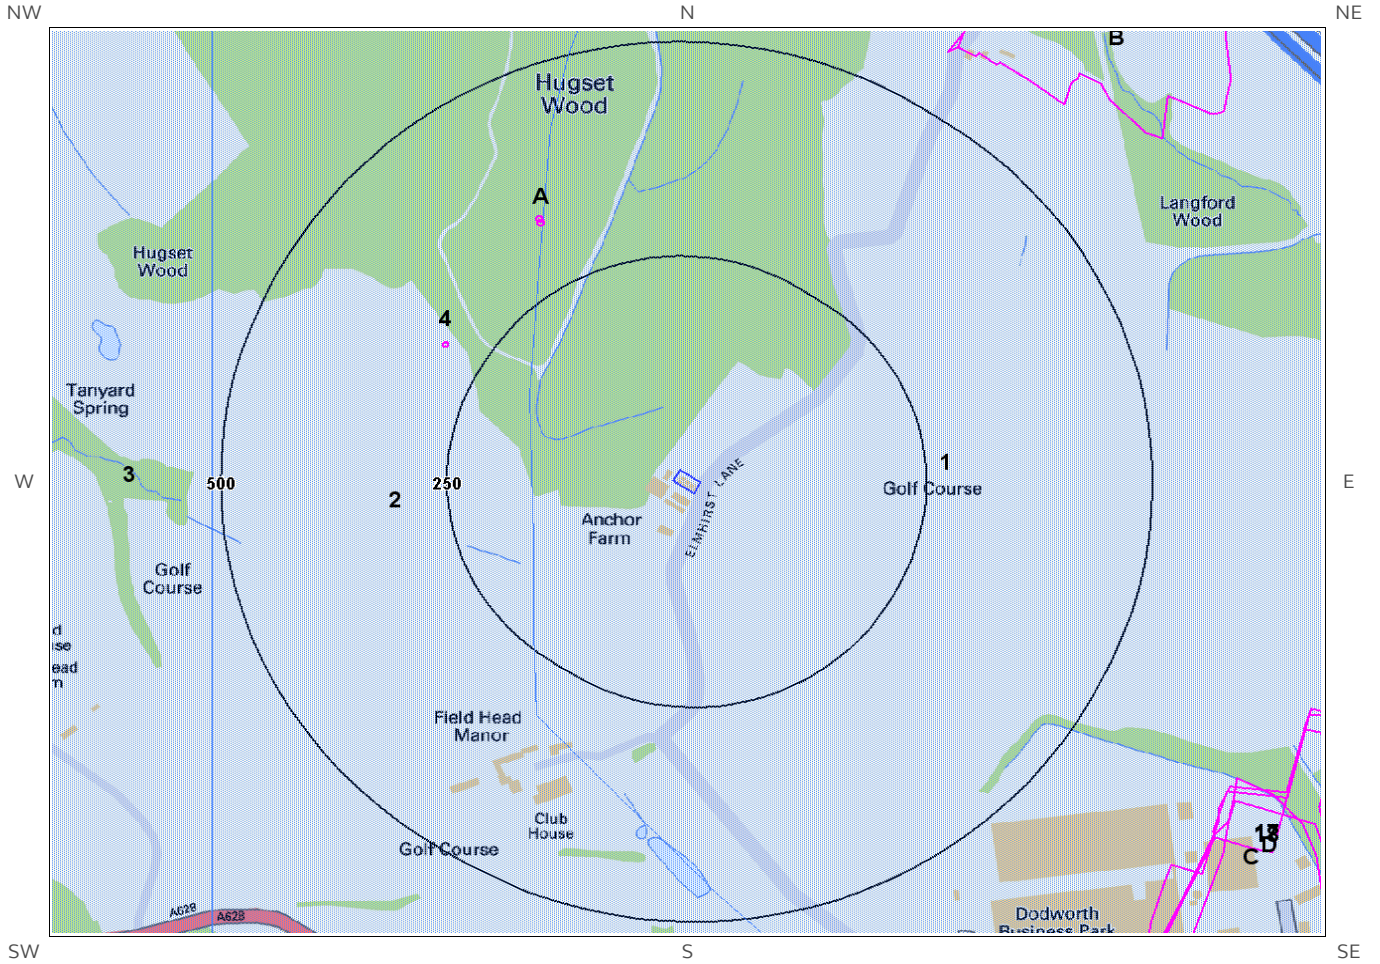 NW
N
NE
B
Hugset
Wood
A
Langford
Wood
Hugset
Wood
4
Tanyard
Spring
3
W
500
250
2
1
Golf Course
E
ELMHIRST LANE
Anchor
Farm
Golf
Course
d
se
ead
m
Field Head
Manor
Club
House
Golf Course
C
D
A628
A628
Dodworth
Business Park
SW
S
SE